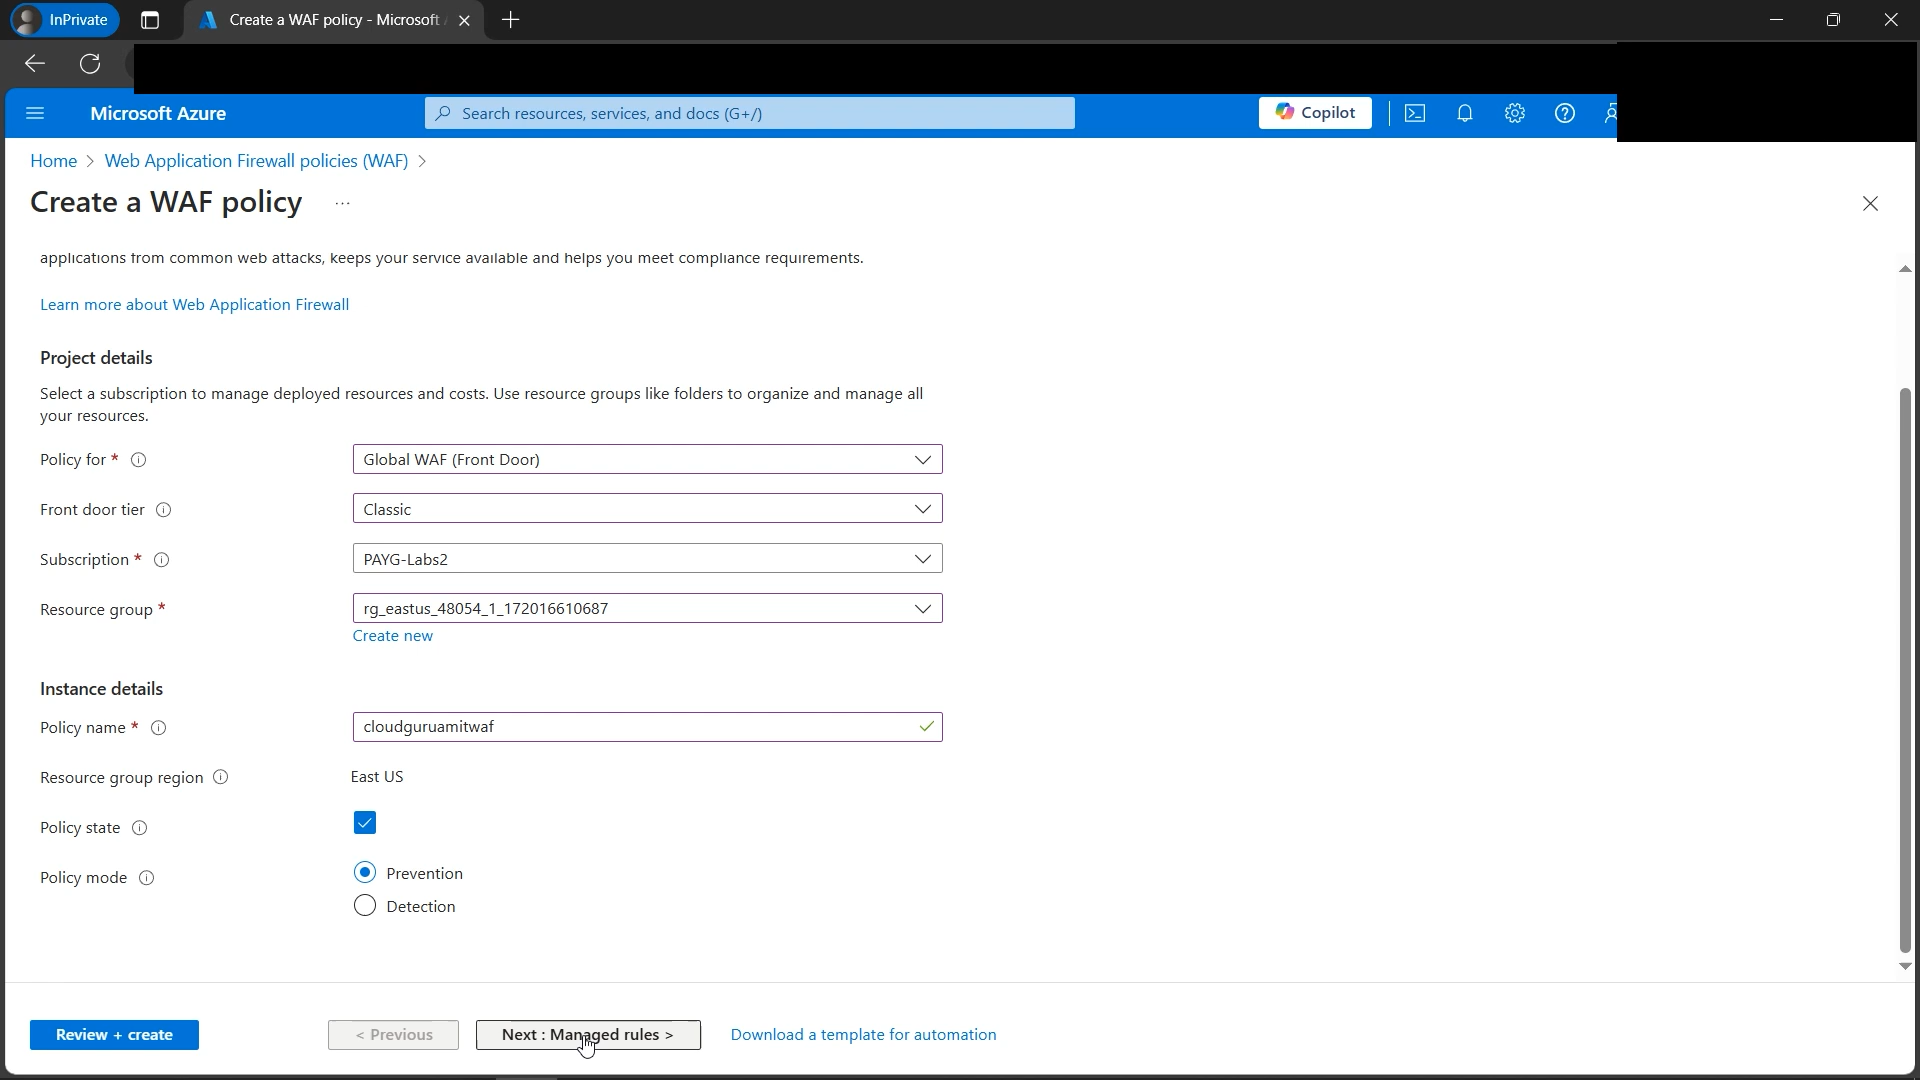 InPrivate
Create a WAF policy - Microsoft
Microsoft Azure
Search resources, services, and docs (G+/)
Copilot
Home > Web Application Firewall policies (WAF) >
Create a WAF policy ...
applications from common web attacks, keeps your service available and helps you meet compliance requirements.
Learn more about Web Application Firewall
Project details
Select a subscription to manage deployed resources and costs. Use resource groups like folders to organize and manage all
your resources.
Policy for * Global WAF (Front Door)
Front door tier Classic
Subscription * PAYG-Labs2
Resource group * rg_eastus_48054_1_172016610687
Create new
Instance details
Policy name * cloudguruamitwaf
Resource group region East US
Policy state
Policy mode Prevention
Detection
Review + create < Previous Next : Managed rules > Download a template for automation